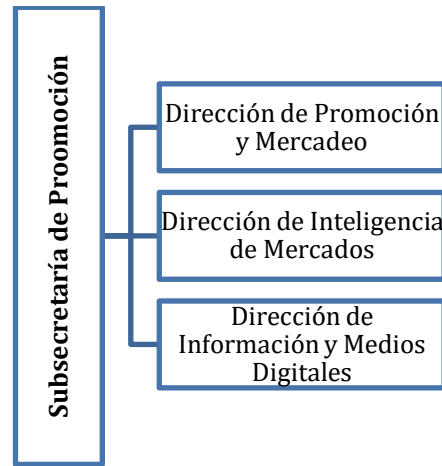 Subsecretaría de Proomoción
Dirección de Promoción
y Mercadeo
Dirección de Inteligencia
de Mercados
Dirección de
Información y Medios
Digitales